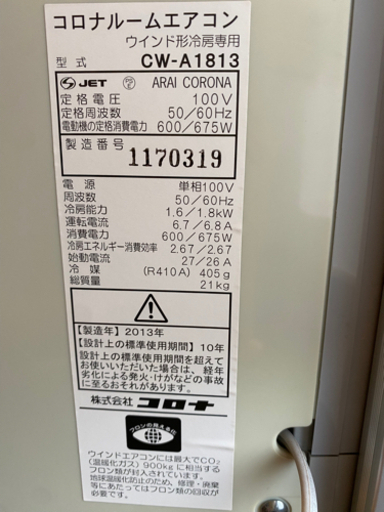 コロナルームエアコン
ウインド形冷房専用
型式 CW-A1813
JET ARAI CORONA
定格電圧 100V
定格周波数 50/60Hz
電動機の定格消費電力 600/675W
製造番号 1170319
電源 単相100V
周波数 50/60Hz
冷房能力 1.6/1.8kW
運転電流 6.7/6.8A
消費電力 600/675W
冷房エネルギー消費効率 2.67/2.67
始動電流 27/26A
冷媒 (R410A) 405g
総質量 21kg
【製造年】2013年
【設計上の標準使用期間】10年
設計上の標準使用期間を超えて
お使いいただいた場合は、経年
劣化による発火・けがなどの事故
に至るおそれがあります。
株式会社 コロナ
フロンの見える化
ウインドエアコンには最大でCO₂
(温暖化ガス) 900kgに相当する
フロン類が封入されています。
地球温暖化防止のため、修理・廃棄
等にあたってはフロン類の回収が
必要です。